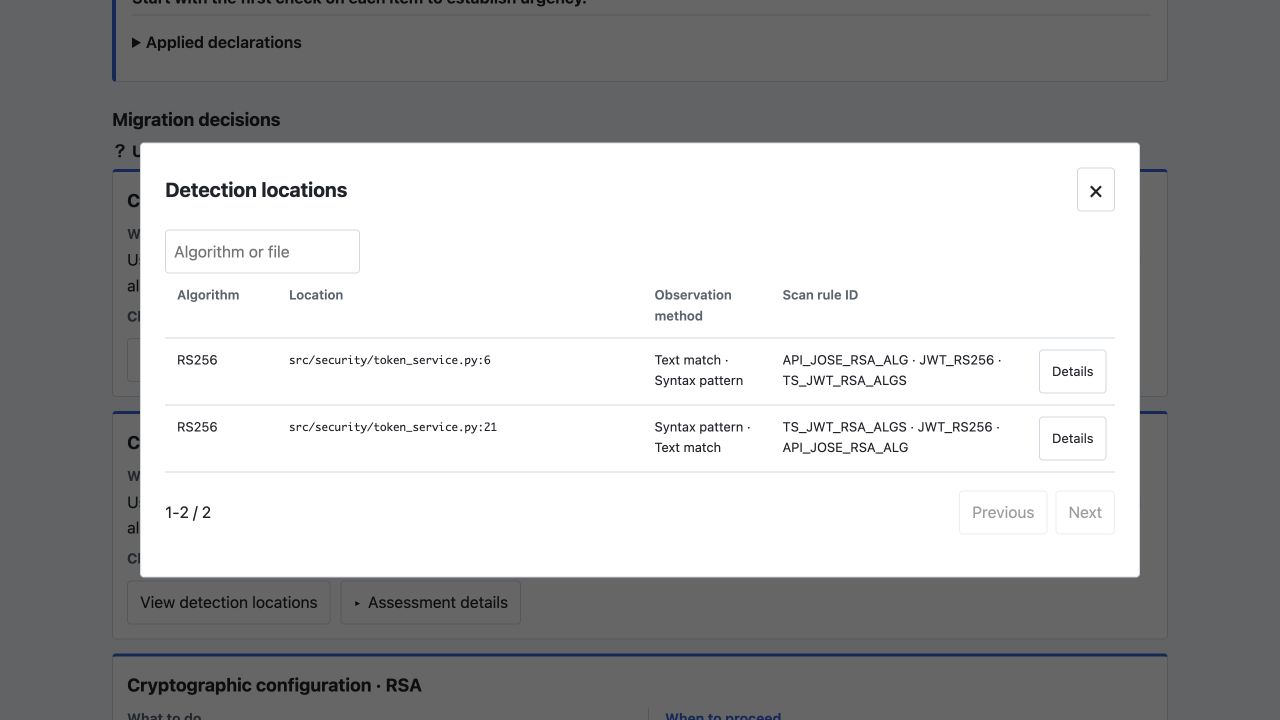 Start with the first check on each item to establish urgency.
▶ Applied declarations
Migration decisions
?
Detection locations
×
Algorithm or file
Algorithm Location Observation method Scan rule ID
RS256 src/security/token_service.py:6 Text match · API_JOSE_RSA_ALG · JWT_RS256 · Details
Syntax pattern TS_JWT_RSA_ALGS
RS256 src/security/token_service.py:21 Syntax pattern · TS_JWT_RSA_ALGS · JWT_RS256 · Details
Text match API_JOSE_RSA_ALG
1-2 / 2 Previous Next
View detection locations ▸ Assessment details
Cryptographic configuration · RSA
What to do When to proceed